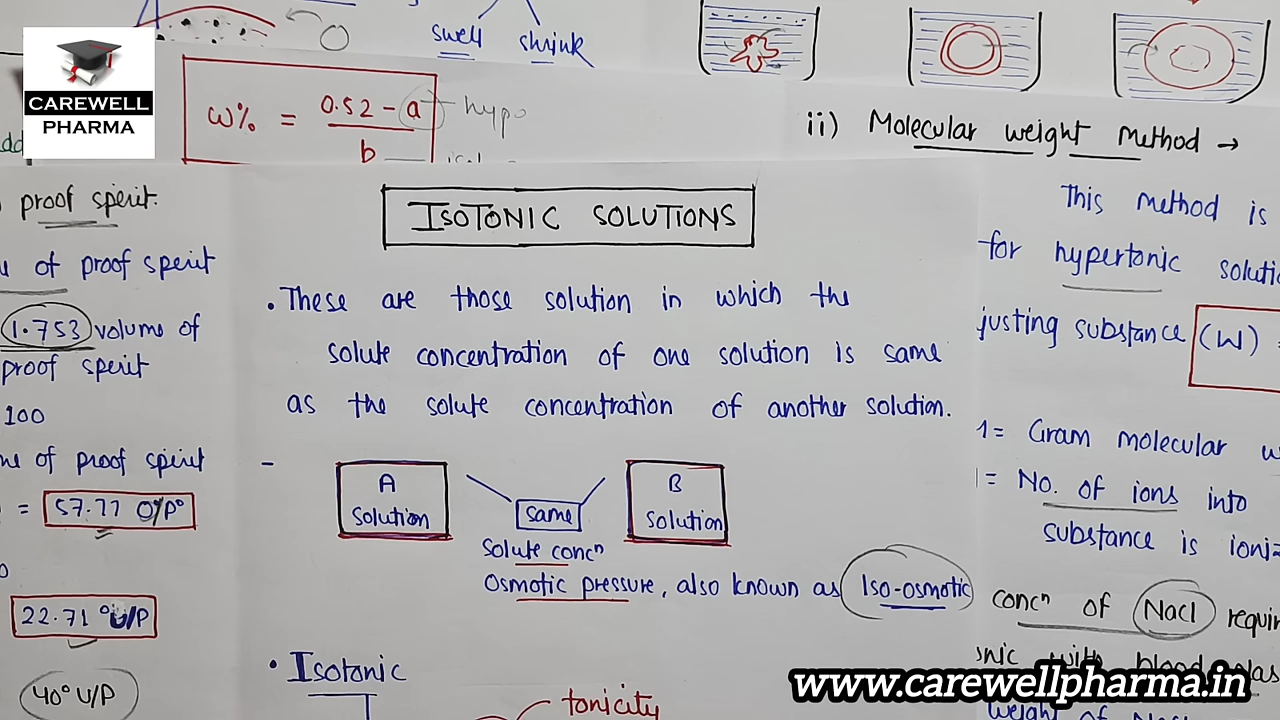 swell shrink
CAREWELL
PHARMA
w% = 0.52 - a
b
hypo
ii) Molecular weight Method →
proof spirit.
of proof spirit
1.753 volume of
proof spirit
100
of proof spirit
= 57.77 O/P°
22.71 °U/P
40° U/P
ISOTONIC SOLUTIONS
• These are those solution in which the
solute concentration of one solution is same
as the solute concentration of another solution.
- A solution same B solution
Solute concⁿ
Osmotic pressure, also known as Iso-osmotic
• Isotonic
tonicity
This method is
for hypertonic
justing substance (W) =
= Gram molecular
= No. of ions into
substance is
concⁿ of Nacl
with blood
www.carewellpharma.in